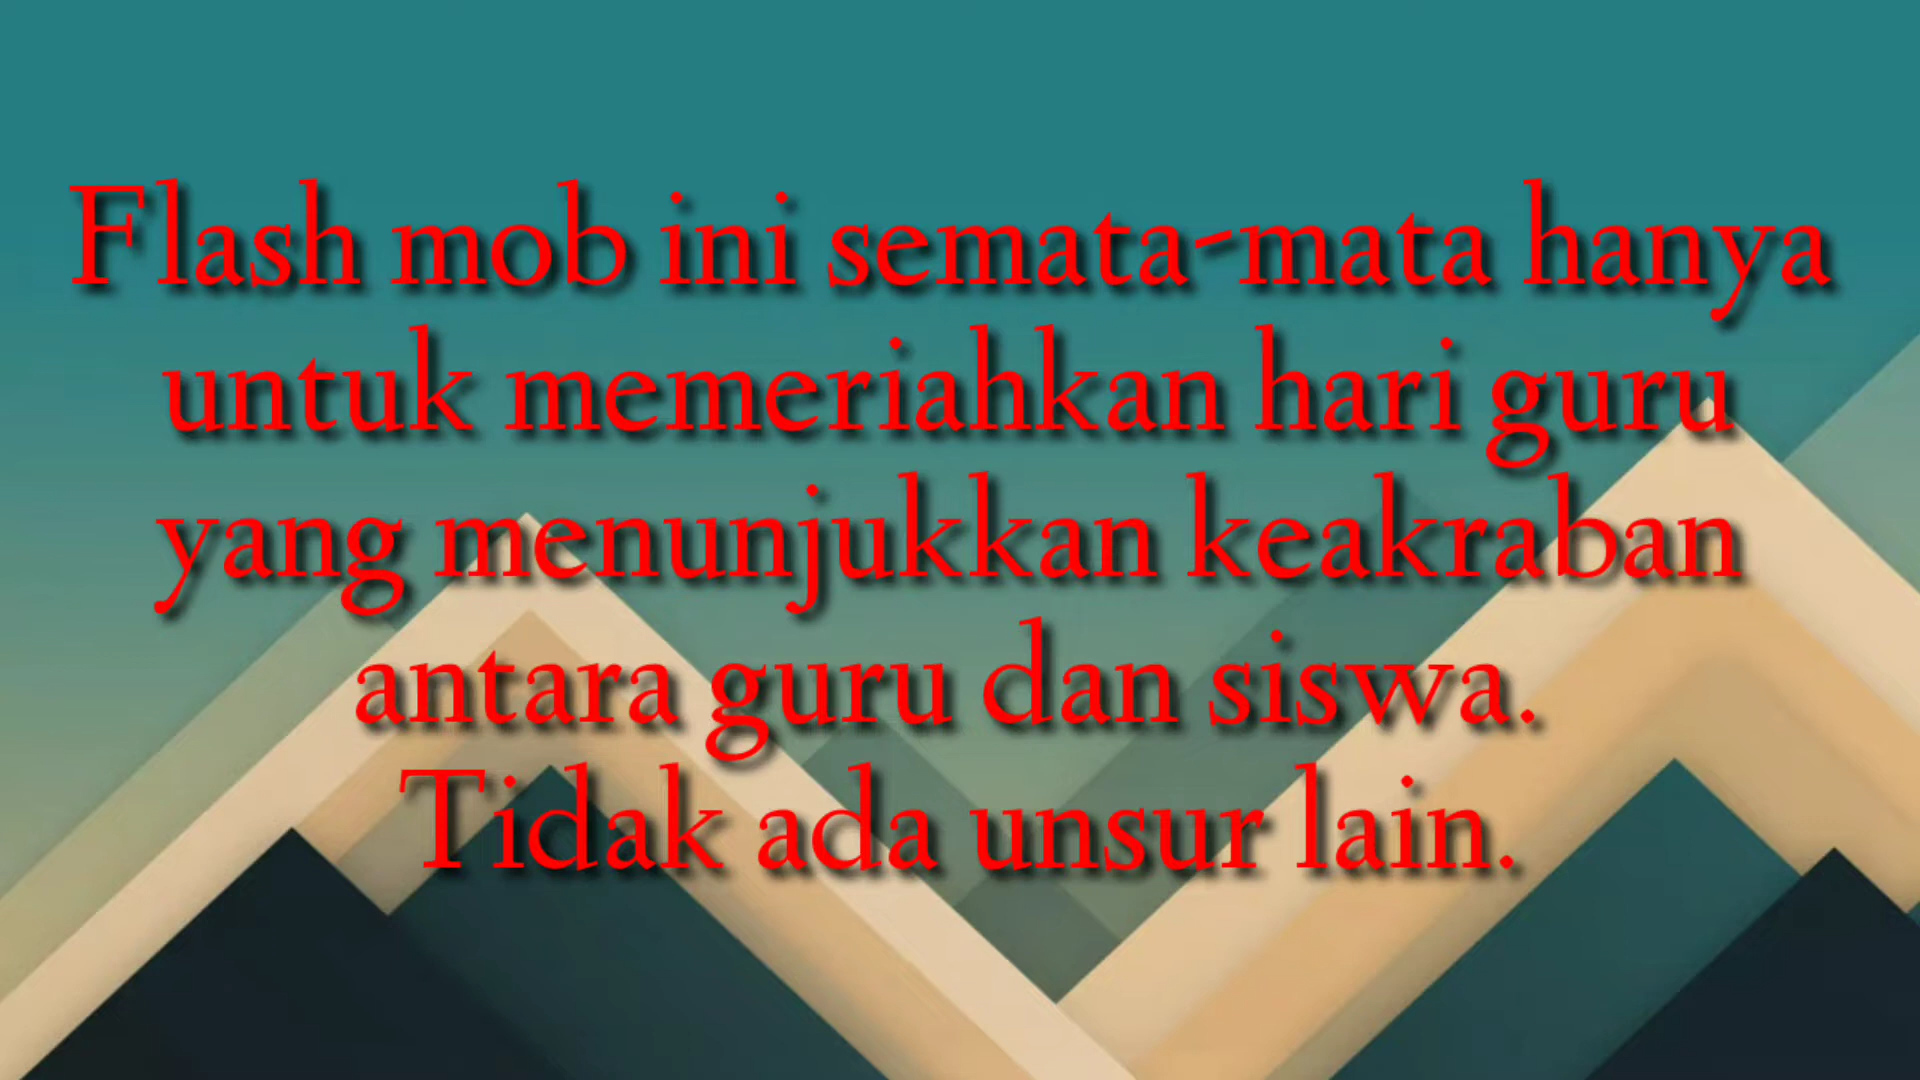 Flash mob ini semata-mata hanya
untuk memeriahkan hari guru
yang menunjukkan keakraban
antara guru dan siswa.
Tidak ada unsur lain.